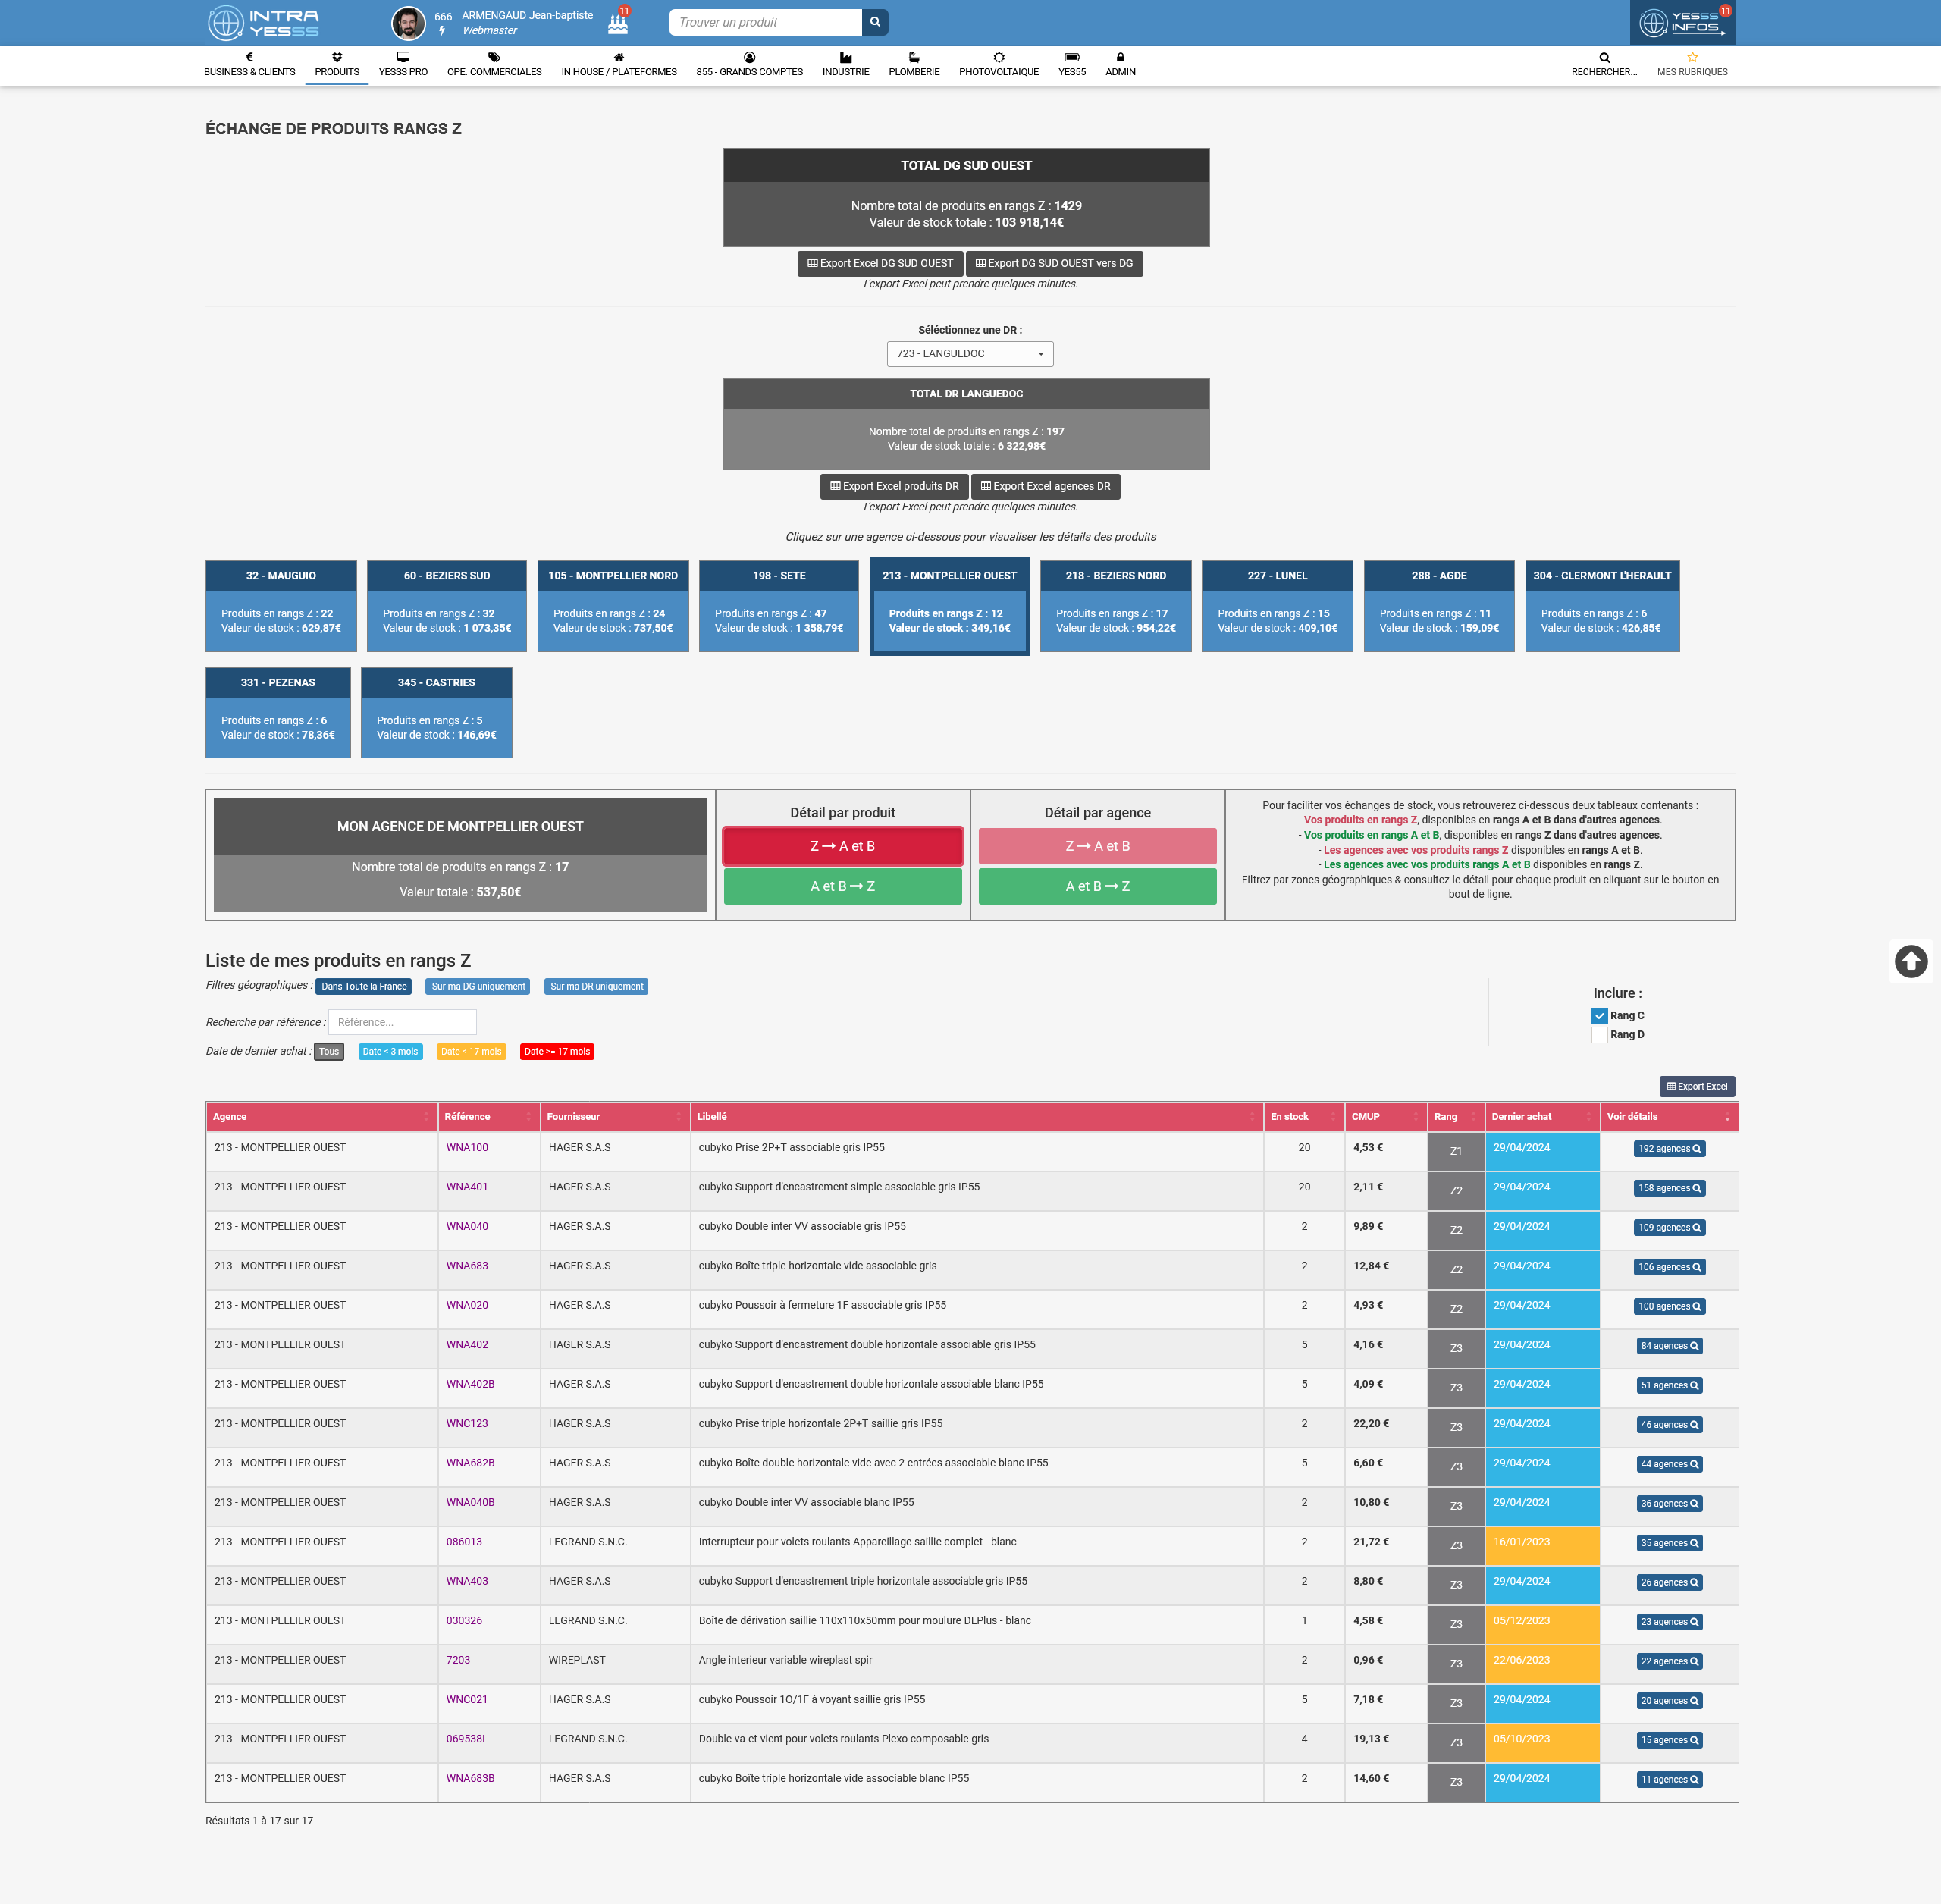 INTRA
YESSS
666
ARMENGAUD Jean-baptiste
Webmaster
11
Trouver un produit
YESSS
INFOS
11
BUSINESS & CLIENTS
PRODUITS
YESSS PRO
OPE. COMMERCIALES
IN HOUSE / PLATEFORMES
855 - GRANDS COMPTES
INDUSTRIE
PLOMBERIE
PHOTOVOLTAIQUE
YES55
ADMIN
RECHERCHER...
MES RUBRIQUES
ÉCHANGE DE PRODUITS RANGS Z
TOTAL DG SUD OUEST
Nombre total de produits en rangs Z : 1429
Valeur de stock totale : 103 918,14€
Export Excel DG SUD OUEST
Export DG SUD OUEST vers DG
L'export Excel peut prendre quelques minutes.
Séléctionnez une DR :
723 - LANGUEDOC
TOTAL DR LANGUEDOC
Nombre total de produits en rangs Z : 197
Valeur de stock totale : 6 322,98€
Export Excel produits DR
Export Excel agences DR
L'export Excel peut prendre quelques minutes.
Cliquez sur une agence ci-dessous pour visualiser les détails des produits
32 - MAUGUIO
Produits en rangs Z : 22
Valeur de stock : 629,87€
60 - BEZIERS SUD
Produits en rangs Z : 32
Valeur de stock : 1 073,35€
105 - MONTPELLIER NORD
Produits en rangs Z : 24
Valeur de stock : 737,50€
198 - SETE
Produits en rangs Z : 47
Valeur de stock : 1 358,79€
213 - MONTPELLIER OUEST
Produits en rangs Z : 12
Valeur de stock : 349,16€
218 - BEZIERS NORD
Produits en rangs Z : 17
Valeur de stock : 954,22€
227 - LUNEL
Produits en rangs Z : 15
Valeur de stock : 409,10€
288 - AGDE
Produits en rangs Z : 11
Valeur de stock : 159,09€
304 - CLERMONT L'HERAULT
Produits en rangs Z : 6
Valeur de stock : 426,85€
331 - PEZENAS
Produits en rangs Z : 6
Valeur de stock : 78,36€
345 - CASTRIES
Produits en rangs Z : 5
Valeur de stock : 146,69€
MON AGENCE DE MONTPELLIER OUEST
Nombre total de produits en rangs Z : 17
Valeur totale : 537,50€
Détail par produit
Z → A et B
A et B → Z
Détail par agence
Z → A et B
A et B → Z
Pour faciliter vos échanges de stock, vous retrouverez ci-dessous deux tableaux contenants :
- Vos produits en rangs Z, disponibles en rangs A et B dans d'autres agences.
- Vos produits en rangs A et B, disponibles en rangs Z dans d'autres agences.
- Les agences avec vos produits rangs Z disponibles en rangs A et B.
- Les agences avec vos produits rangs A et B disponibles en rangs Z.
Filtrez par zones géographiques & consultez le détail pour chaque produit en cliquant sur le bouton en
bout de ligne.
Liste de mes produits en rangs Z
Filtres géographiques : Dans Toute la France Sur ma DG uniquement Sur ma DR uniquement
Recherche par référence : Référence...
Date de dernier achat : Tous Date < 3 mois Date < 17 mois Date >= 17 mois
Inclure :
Rang C
Rang D
Export Excel
Agence Référence Fournisseur Libellé En stock CMUP Rang Dernier achat Voir détails
213 - MONTPELLIER OUEST WNA100 HAGER S.A.S cubyko Prise 2P+T associable gris IP55 20 4,53 € Z1 29/04/2024 192 agences
213 - MONTPELLIER OUEST WNA401 HAGER S.A.S cubyko Support d'encastrement simple associable gris IP55 20 2,11 € Z2 29/04/2024 158 agences
213 - MONTPELLIER OUEST WNA040 HAGER S.A.S cubyko Double inter VV associable gris IP55 2 9,89 € Z2 29/04/2024 109 agences
213 - MONTPELLIER OUEST WNA683 HAGER S.A.S cubyko Boîte triple horizontale vide associable gris 2 12,84 € Z2 29/04/2024 106 agences
213 - MONTPELLIER OUEST WNA020 HAGER S.A.S cubyko Poussoir à fermeture 1F associable gris IP55 2 4,93 € Z2 29/04/2024 100 agences
213 - MONTPELLIER OUEST WNA402 HAGER S.A.S cubyko Support d'encastrement double horizontale associable gris IP55 5 4,16 € Z3 29/04/2024 84 agences
213 - MONTPELLIER OUEST WNA402B HAGER S.A.S cubyko Support d'encastrement double horizontale associable blanc IP55 5 4,09 € Z3 29/04/2024 51 agences
213 - MONTPELLIER OUEST WNC123 HAGER S.A.S cubyko Prise triple horizontale 2P+T saillie gris IP55 2 22,20 € Z3 29/04/2024 46 agences
213 - MONTPELLIER OUEST WNA682B HAGER S.A.S cubyko Boîte double horizontale vide avec 2 entrées associable blanc IP55 5 6,60 € Z3 29/04/2024 44 agences
213 - MONTPELLIER OUEST WNA040B HAGER S.A.S cubyko Double inter VV associable blanc IP55 2 10,80 € Z3 29/04/2024 36 agences
213 - MONTPELLIER OUEST 086013 LEGRAND S.N.C. Interrupteur pour volets roulants Appareillage saillie complet - blanc 2 21,72 € Z3 16/01/2023 35 agences
213 - MONTPELLIER OUEST WNA403 HAGER S.A.S cubyko Support d'encastrement triple horizontale associable gris IP55 2 8,80 € Z3 29/04/2024 26 agences
213 - MONTPELLIER OUEST 030326 LEGRAND S.N.C. Boîte de dérivation saillie 110x110x50mm pour moulure DLPlus - blanc 1 4,58 € Z3 05/12/2023 23 agences
213 - MONTPELLIER OUEST 7203 WIREPLAST Angle interieur variable wireplast spir 2 0,96 € Z3 22/06/2023 22 agences
213 - MONTPELLIER OUEST WNC021 HAGER S.A.S cubyko Poussoir 1O/1F à voyant saillie gris IP55 5 7,18 € Z3 29/04/2024 20 agences
213 - MONTPELLIER OUEST 069538L LEGRAND S.N.C. Double va-et-vient pour volets roulants Plexo composable gris 4 19,13 € Z3 05/10/2023 15 agences
213 - MONTPELLIER OUEST WNA683B HAGER S.A.S cubyko Boîte triple horizontale vide associable blanc IP55 2 14,60 € Z3 29/04/2024 11 agences
Résultats 1 à 17 sur 17